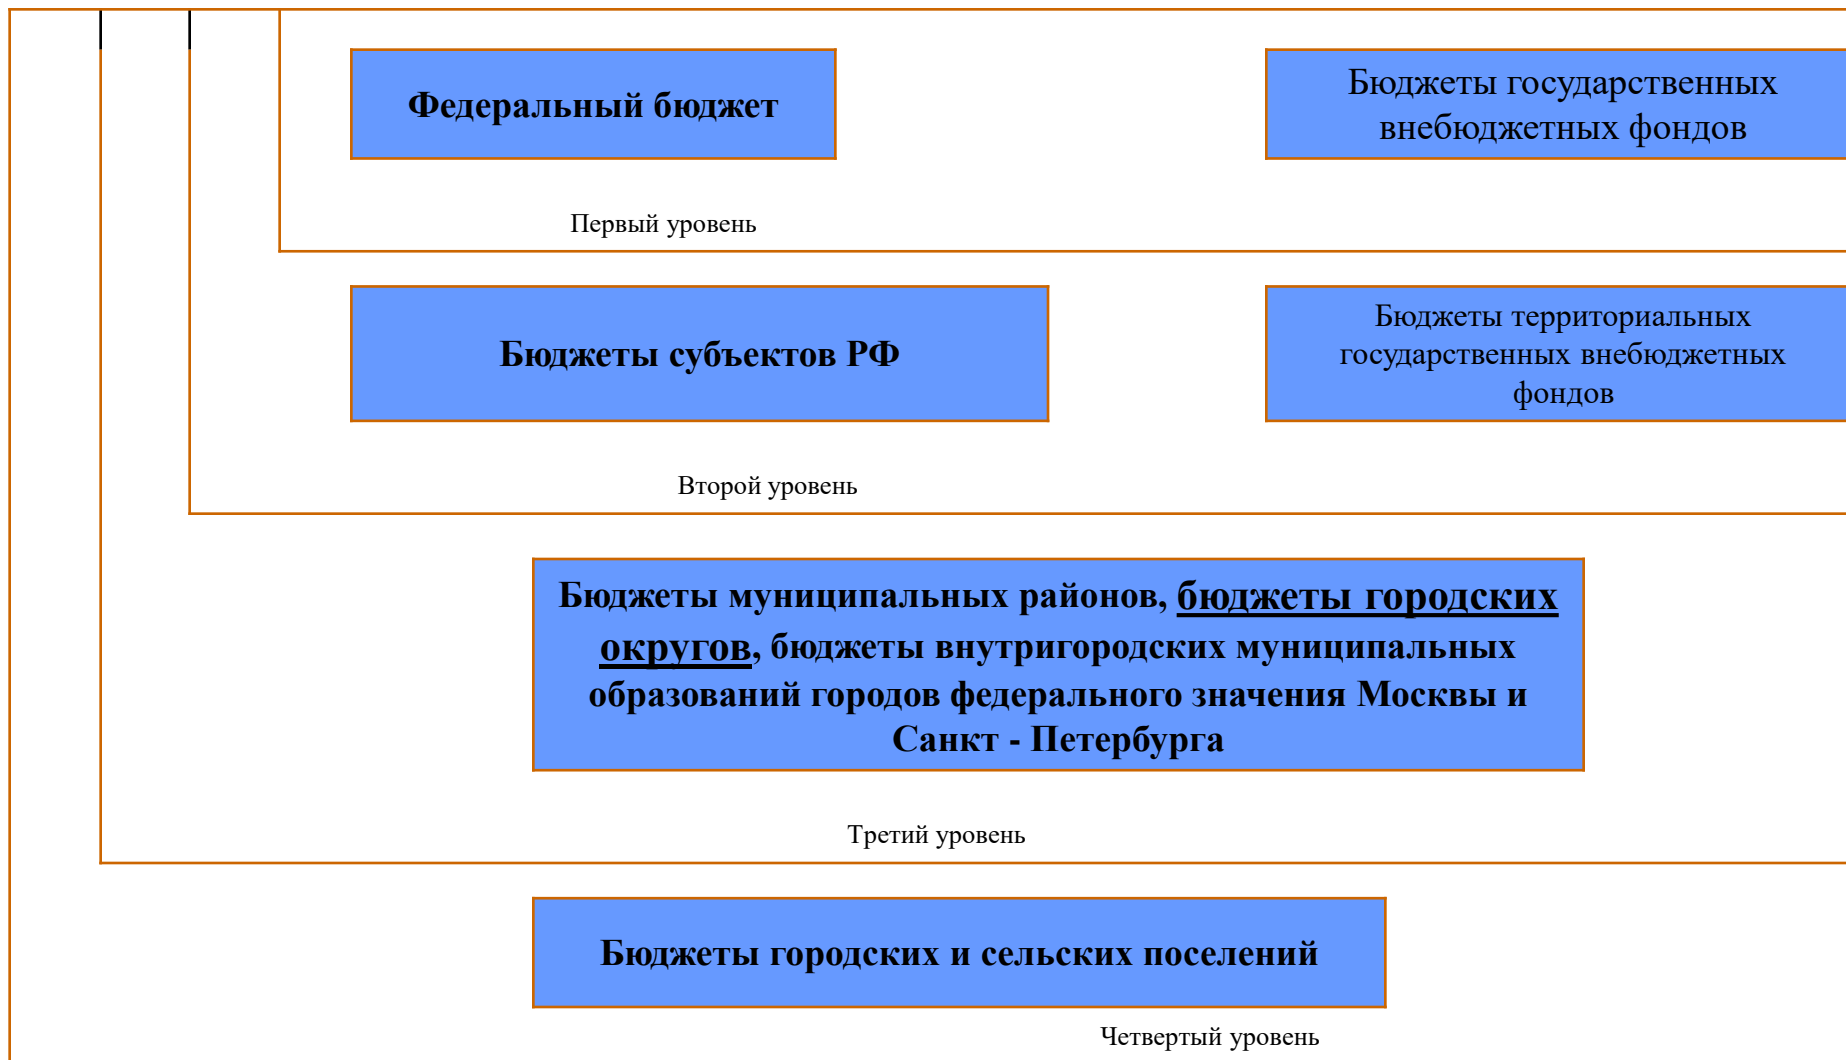 Федеральный бюджет
Бюджеты государственных
внебюджетных фондов
Первый уровень
Бюджеты субъектов РФ
Бюджеты территориальных
государственных внебюджетных
фондов
Второй уровень
Бюджеты муниципальных районов, бюджеты городских
округов, бюджеты внутригородских муниципальных
образований городов федерального значения Москвы и
Санкт - Петербурга
Третий уровень
Бюджеты городских и сельских поселений
Четвертый уровень